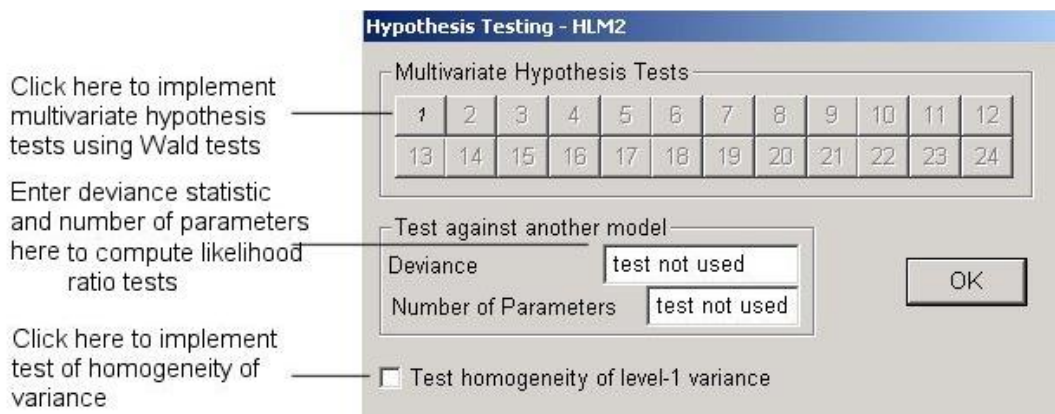 Hypothesis Testing - HLM2
Click here to implement
multivariate hypothesis
tests using Wald tests
Multivariate Hypothesis Tests
1 2 3 4 5 6 7 8 9 10 11 12
13 14 15 16 17 18 19 20 21 22 23 24
Enter deviance statistic
and number of parameters
here to compute likelihood
ratio tests
Test against another model
Deviance test not used
Number of Parameters test not used
OK
Click here to implement
test of homogeneity of
variance
Test homogeneity of level-1 variance